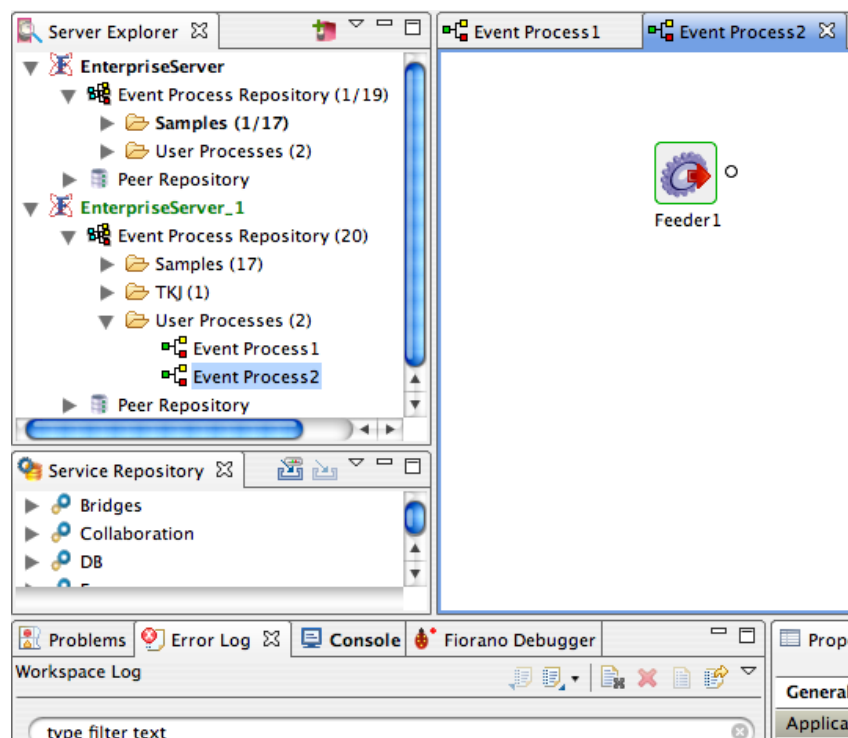 Server Explorer
EnterpriseServer
Event Process Repository (1/19)
Samples (1/17)
User Processes (2)
Peer Repository
EnterpriseServer_1
Event Process Repository (20)
Samples (17)
TKJ (1)
User Processes (2)
Event Process1
Event Process2
Peer Repository
Event Process1 Event Process2
Feeder1
Service Repository
Bridges
Collaboration
DB
Problems Error Log Console Fiorano Debugger
Workspace Log
type filter text
Prop
General
Applica